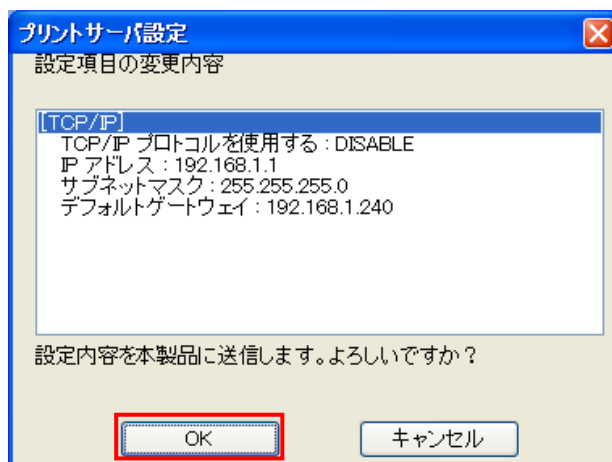 プリントサーバ設定
設定項目の変更内容
[TCP/IP]
TCP/IP プロトコルを使用する : DISABLE
IP アドレス : 192.168.1.1
サブネットマスク : 255.255.255.0
デフォルトゲートウェイ : 192.168.1.240
設定内容を本製品に送信します。よろしいですか？
OK
キャンセル